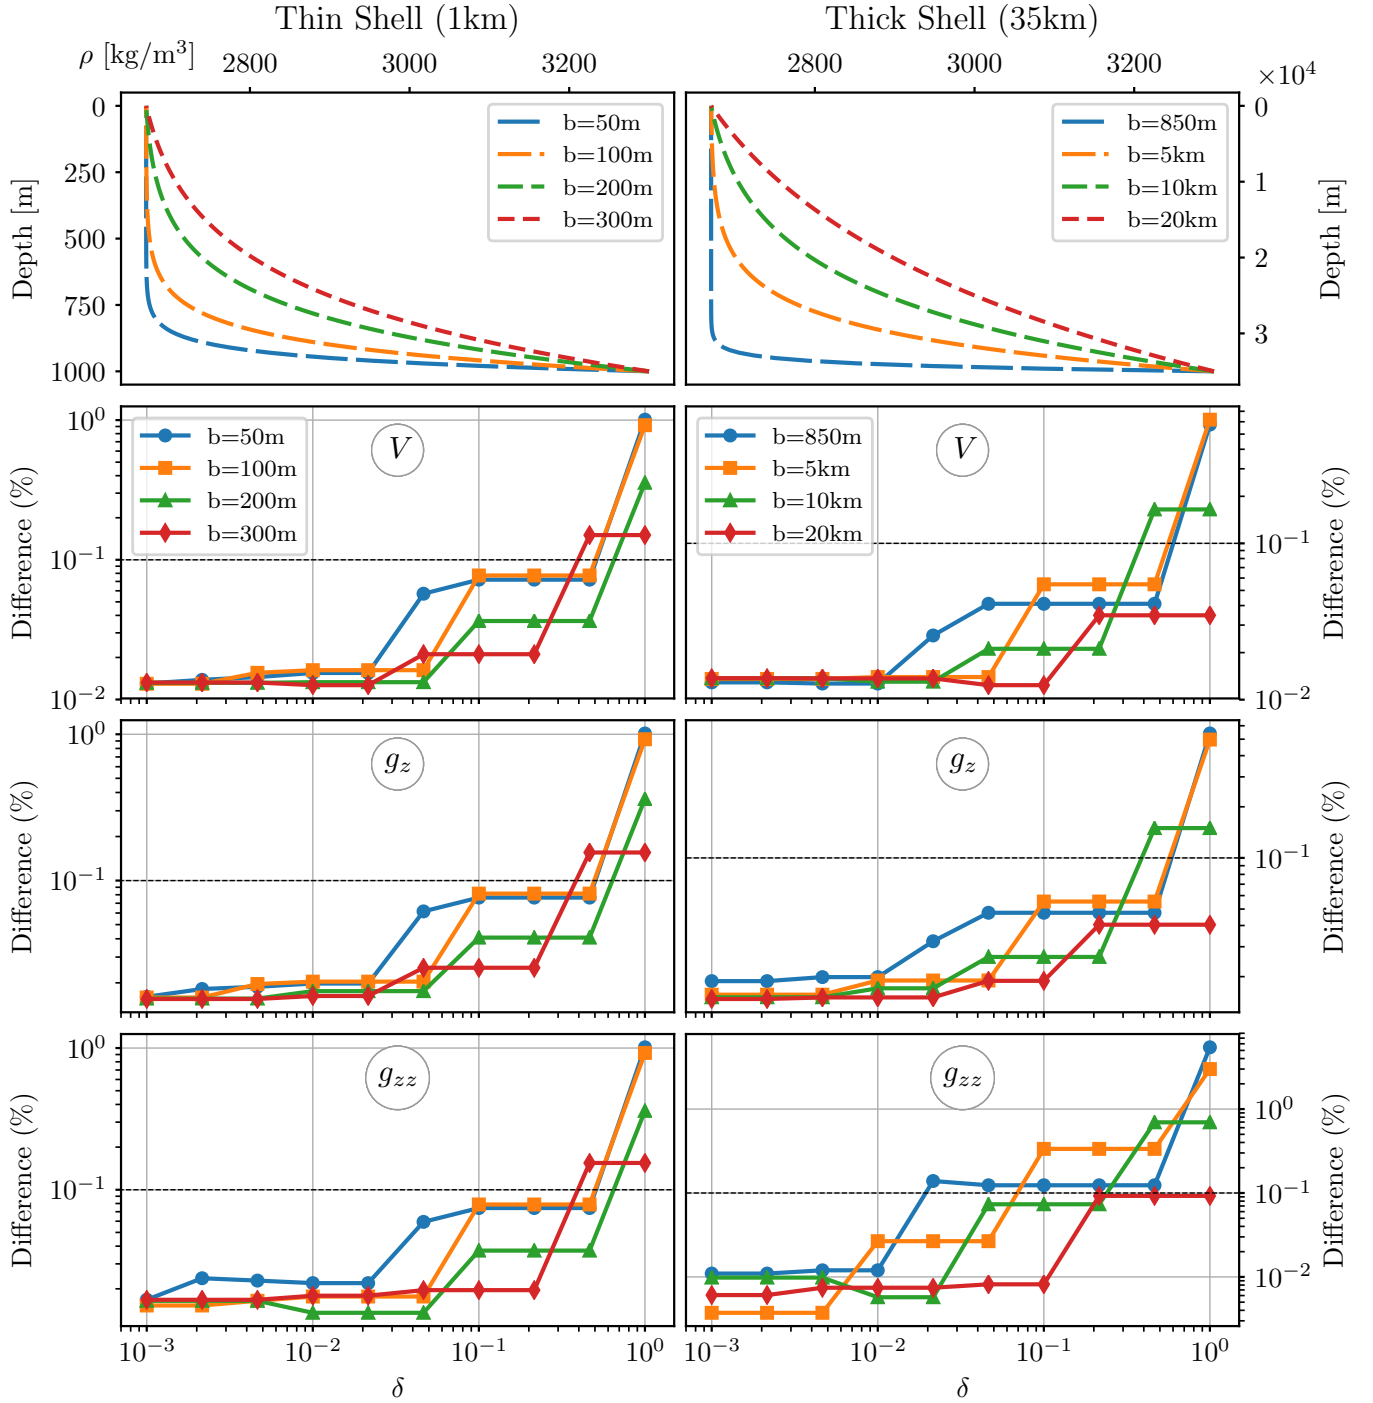 Thin Shell (1km)
Thick Shell (35km)
ρ [kg/m³]
2800
3000
3200
2800
3000
3200
×10⁴
0
250
500
750
1000
Depth [m]
b=50m
b=100m
b=200m
b=300m
b=850m
b=5km
b=10km
b=20km
0
1
2
3
Depth [m]
10⁰
10⁻¹
10⁻²
Difference (%)
b=50m
b=100m
b=200m
b=300m
V
b=850m
b=5km
b=10km
b=20km
V
10⁻¹
10⁻²
Difference (%)
10⁰
10⁻¹
Difference (%)
g_z
g_z
10⁻¹
Difference (%)
10⁰
10⁻¹
Difference (%)
g_zz
g_zz
10⁰
10⁻¹
10⁻²
Difference (%)
10⁻³
10⁻²
10⁻¹
10⁰
10⁻³
10⁻²
10⁻¹
10⁰
δ
δ